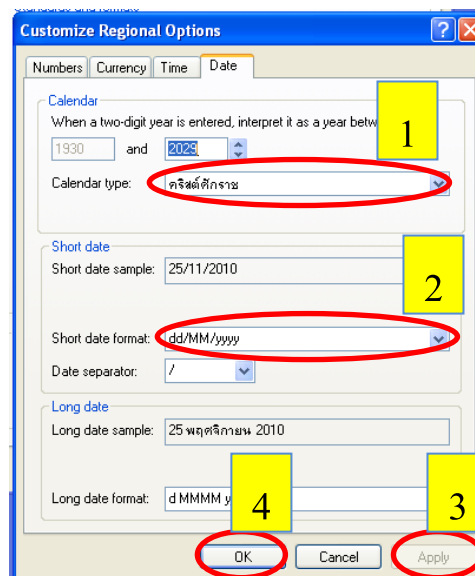 Customize Regional Options
Numbers Currency Time Date
Calendar
When a two-digit year is entered, interpret it as a year
1
1930 and 2029
Calendar type: คริสต์ศักราช
Short date
Short date sample: 25/11/2010
2
Short date format: dd/MM/yyyy
Date separator: /
Long date
Long date sample: 25 พฤศจิกายน 2010
Long date format: d MMMM y
4
3
OK Cancel Apply